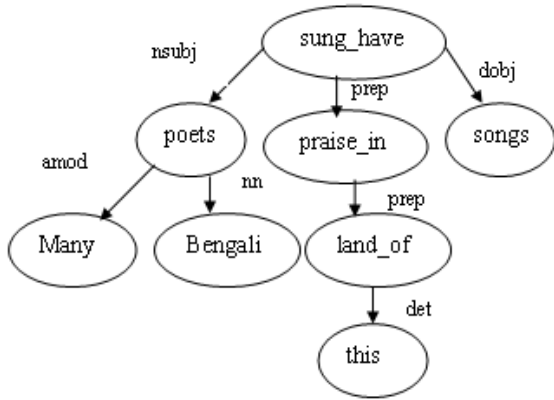 sung_have
nsubj
prep
dobj
poets
praise_in
songs
amod
nn
prep
Many
Bengali
land_of
det
this